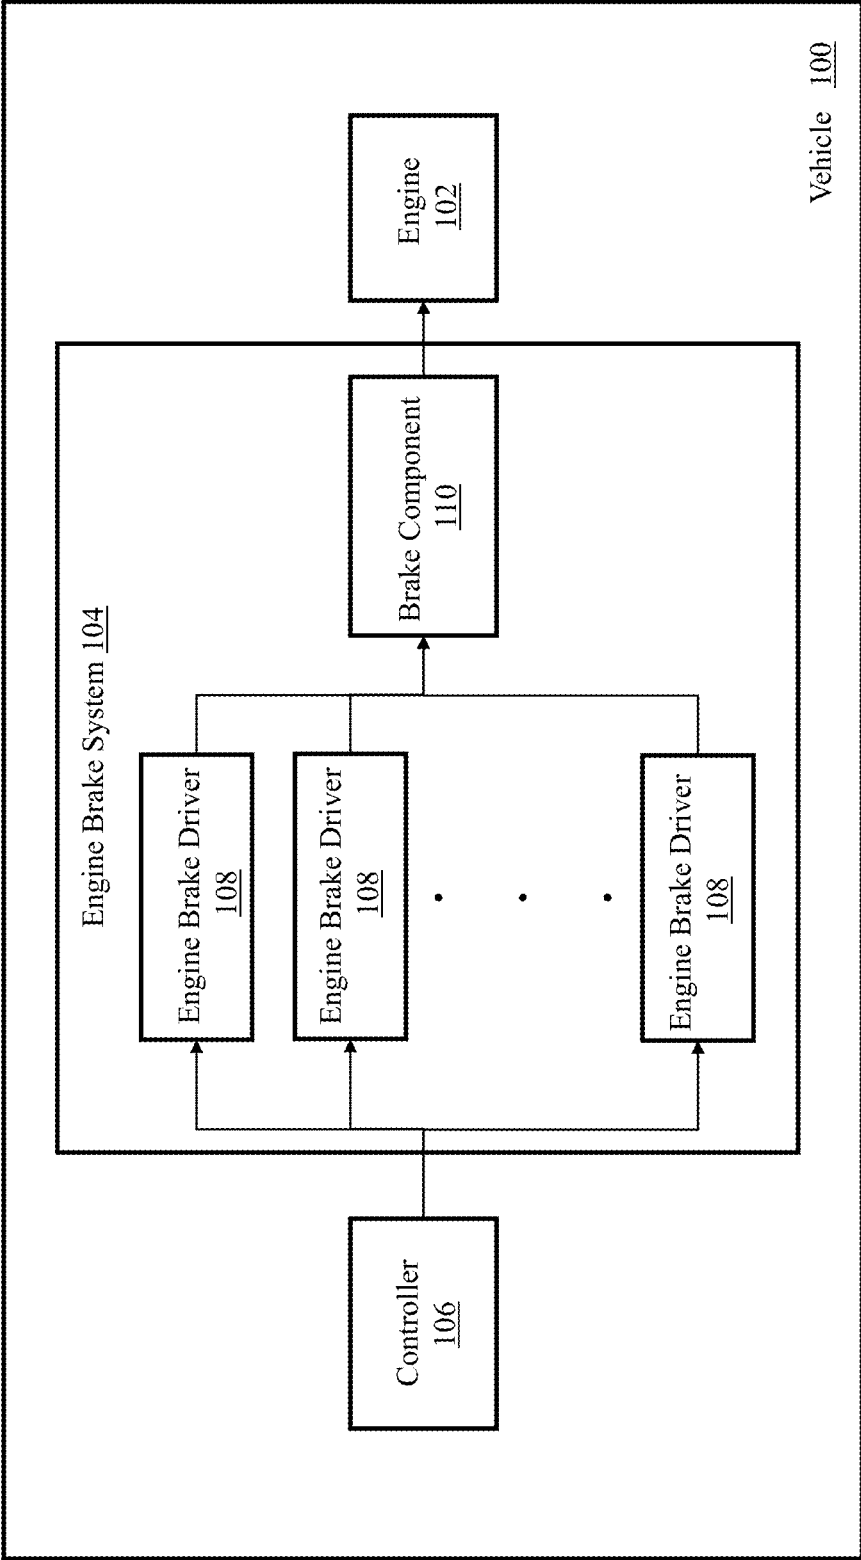 Engine Brake System 104
Controller
106
Engine Brake Driver
108
Engine Brake Driver
108
Engine Brake Driver
108
Brake Component
110
Engine
102
Vehicle 100